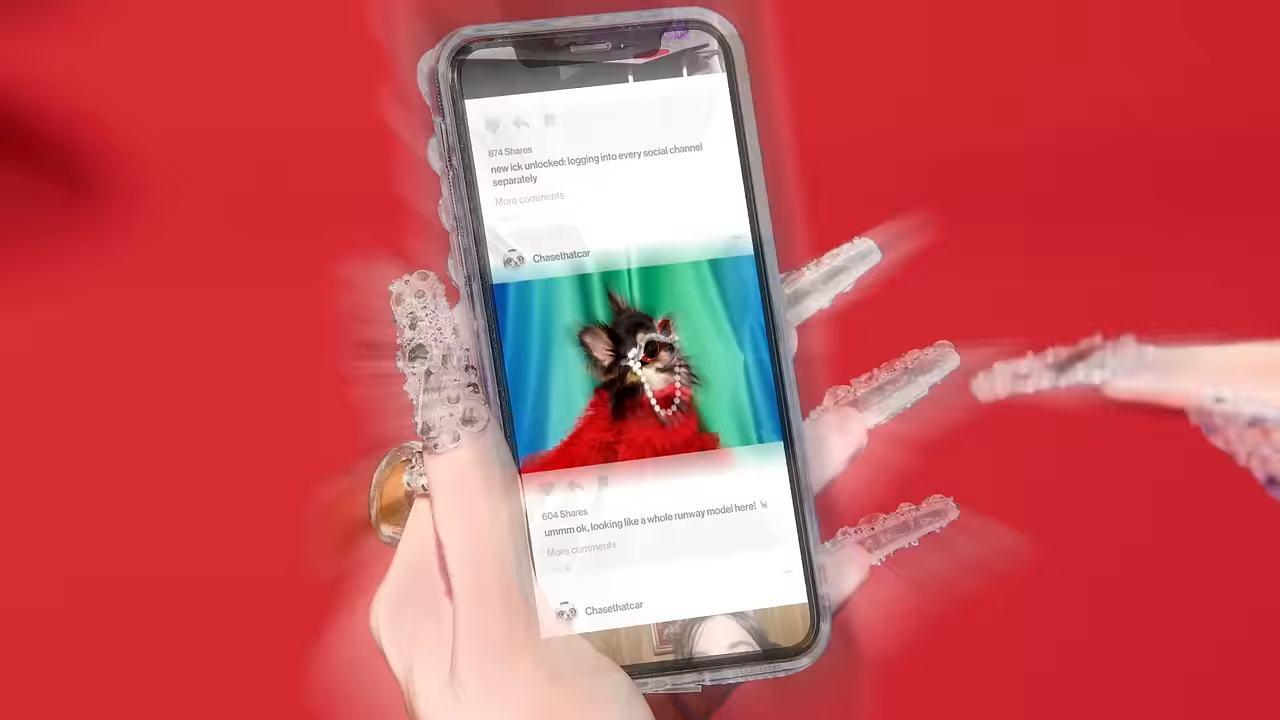 874 Shares
new ick unlocked: logging into every social channel
separately
More comments
Chasethatcar
604 Shares
ummm ok, looking like a whole runway model here!
More comments
Chasethatcar